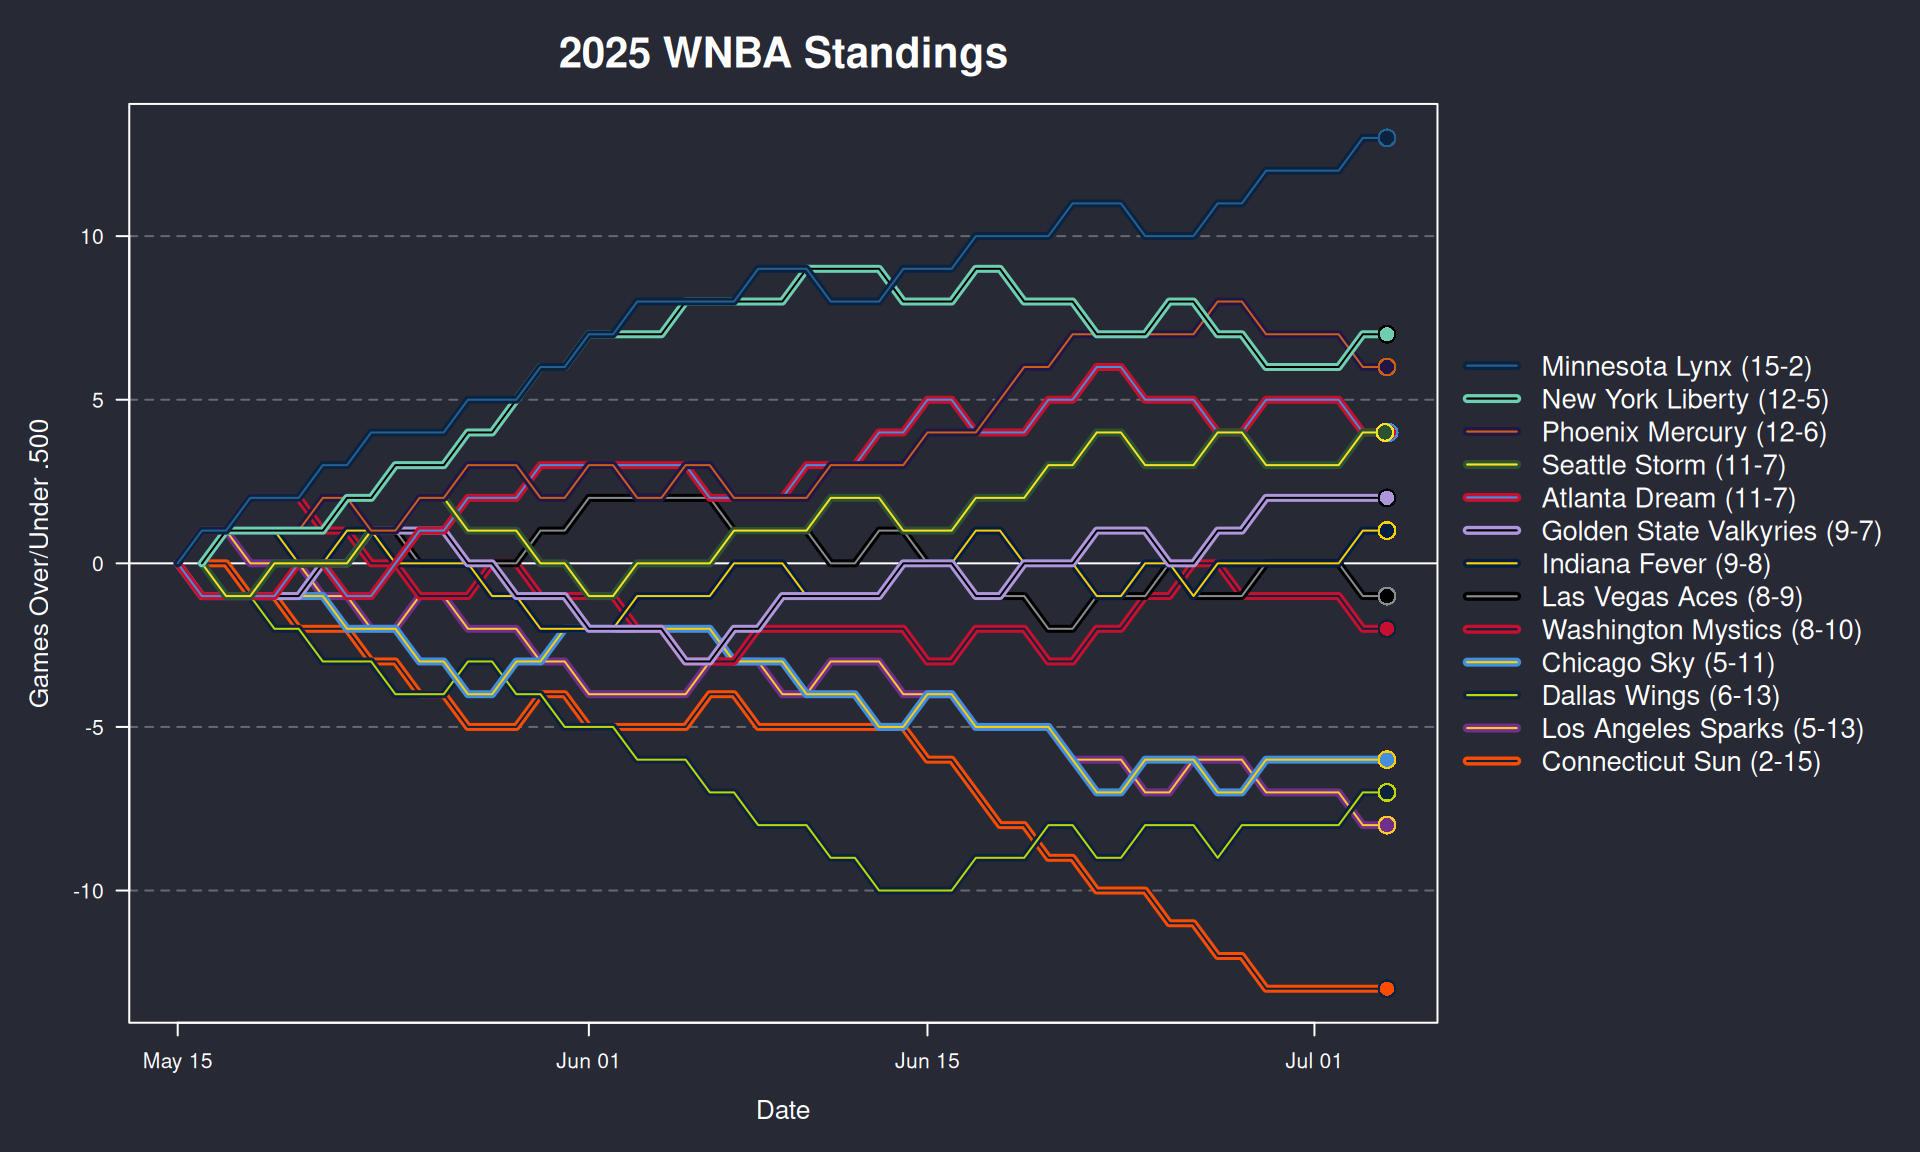 2025 WNBA Standings
Games Over/Under .500
10
5
0
-5
-10
May 15
Jun 01
Jun 15
Jul 01
Date
Minnesota Lynx (15-2)
New York Liberty (12-5)
Phoenix Mercury (12-6)
Seattle Storm (11-7)
Atlanta Dream (11-7)
Golden State Valkyries (9-7)
Indiana Fever (9-8)
Las Vegas Aces (8-9)
Washington Mystics (8-10)
Chicago Sky (5-11)
Dallas Wings (6-13)
Los Angeles Sparks (5-13)
Connecticut Sun (2-15)